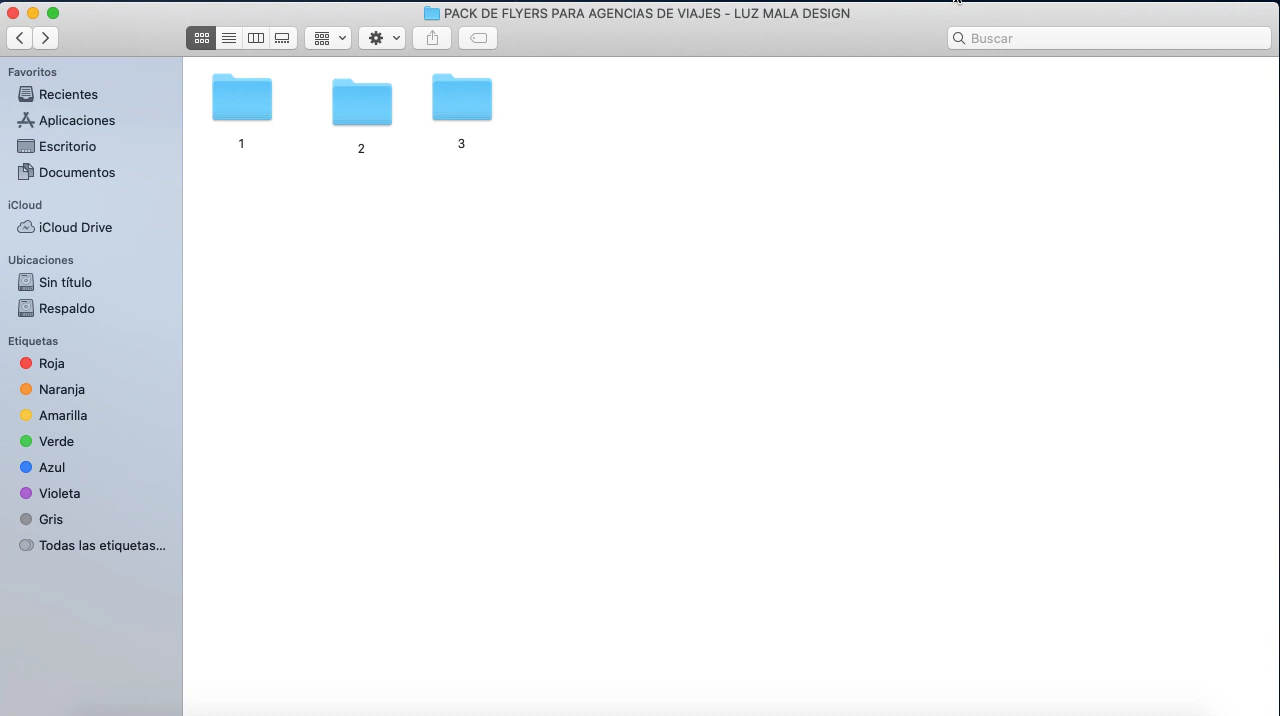 PACK DE FLYERS PARA AGENCIAS DE VIAJES - LUZ MALA DESIGN
Buscar
Favoritos
Recientes
Aplicaciones
Escritorio
Documentos
iCloud
iCloud Drive
Ubicaciones
Sin título
Respaldo
Etiquetas
Roja
Naranja
Amarilla
Verde
Azul
Violeta
Gris
Todas las etiquetas...
1
2
3